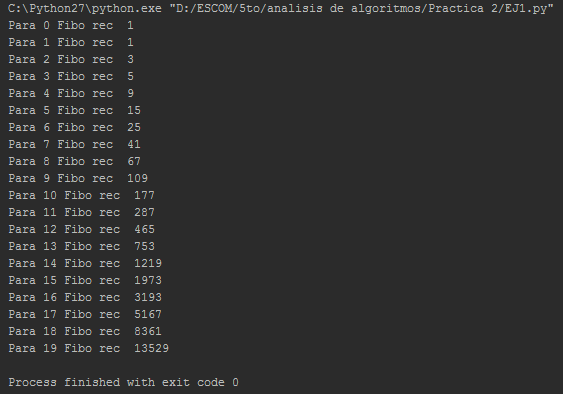 C:\Python27\python.exe "D:/ESCOM/5to/analisis de algoritmos/Practica 2/EJ1.py"
Para 0 Fibo rec  1
Para 1 Fibo rec  1
Para 2 Fibo rec  3
Para 3 Fibo rec  5
Para 4 Fibo rec  9
Para 5 Fibo rec  15
Para 6 Fibo rec  25
Para 7 Fibo rec  41
Para 8 Fibo rec  67
Para 9 Fibo rec  109
Para 10 Fibo rec  177
Para 11 Fibo rec  287
Para 12 Fibo rec  465
Para 13 Fibo rec  753
Para 14 Fibo rec  1219
Para 15 Fibo rec  1973
Para 16 Fibo rec  3193
Para 17 Fibo rec  5167
Para 18 Fibo rec  8361
Para 19 Fibo rec  13529
Process finished with exit code 0